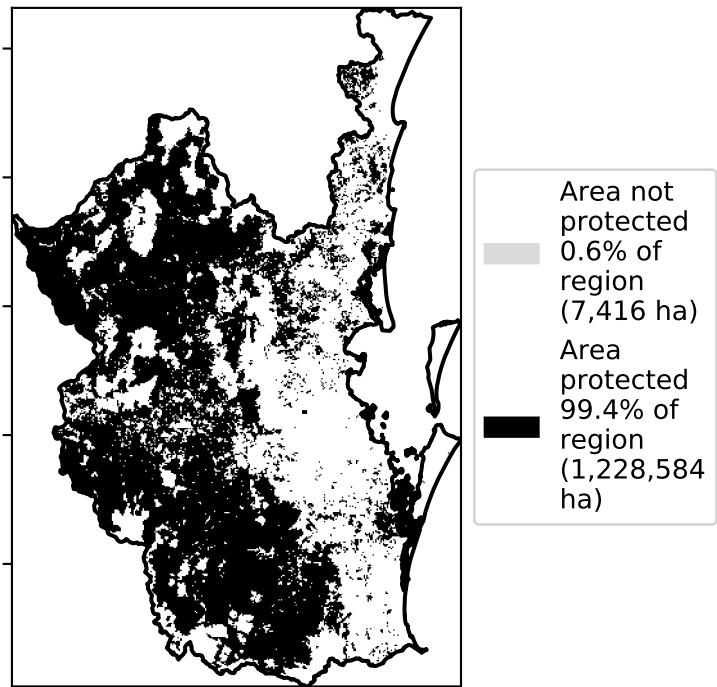 Area not
protected
0.6% of
region
(7,416 ha)
Area
protected
99.4% of
region
(1,228,584
ha)